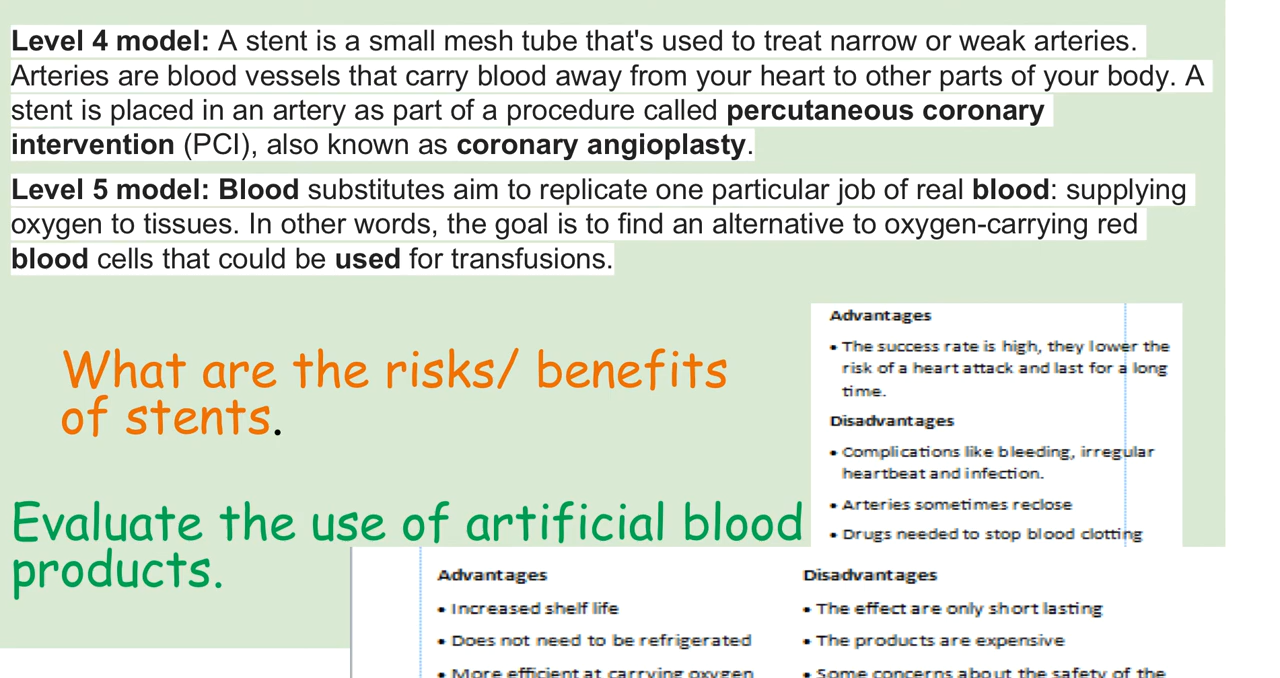 Level 4 model: A stent is a small mesh tube that's used to treat narrow or weak arteries.
Arteries are blood vessels that carry blood away from your heart to other parts of your body. A
stent is placed in an artery as part of a procedure called percutaneous coronary
intervention (PCI), also known as coronary angioplasty.
Level 5 model: Blood substitutes aim to replicate one particular job of real blood: supplying
oxygen to tissues. In other words, the goal is to find an alternative to oxygen-carrying red
blood cells that could be used for transfusions.
What are the risks/ benefits
of stents.
Advantages
• The success rate is high, they lower the
risk of a heart attack and last for a long
time.
Disadvantages
• Complications like bleeding, irregular
heartbeat and infection.
• Arteries sometimes reclose
• Drugs needed to stop blood clotting
Evaluate the use of artificial blood
products.
Advantages
• Increased shelf life
• Does not need to be refrigerated
• More efficient at carrying oxygen
Disadvantages
• The effect are only short lasting
• The products are expensive
• Some concerns about the safety of the